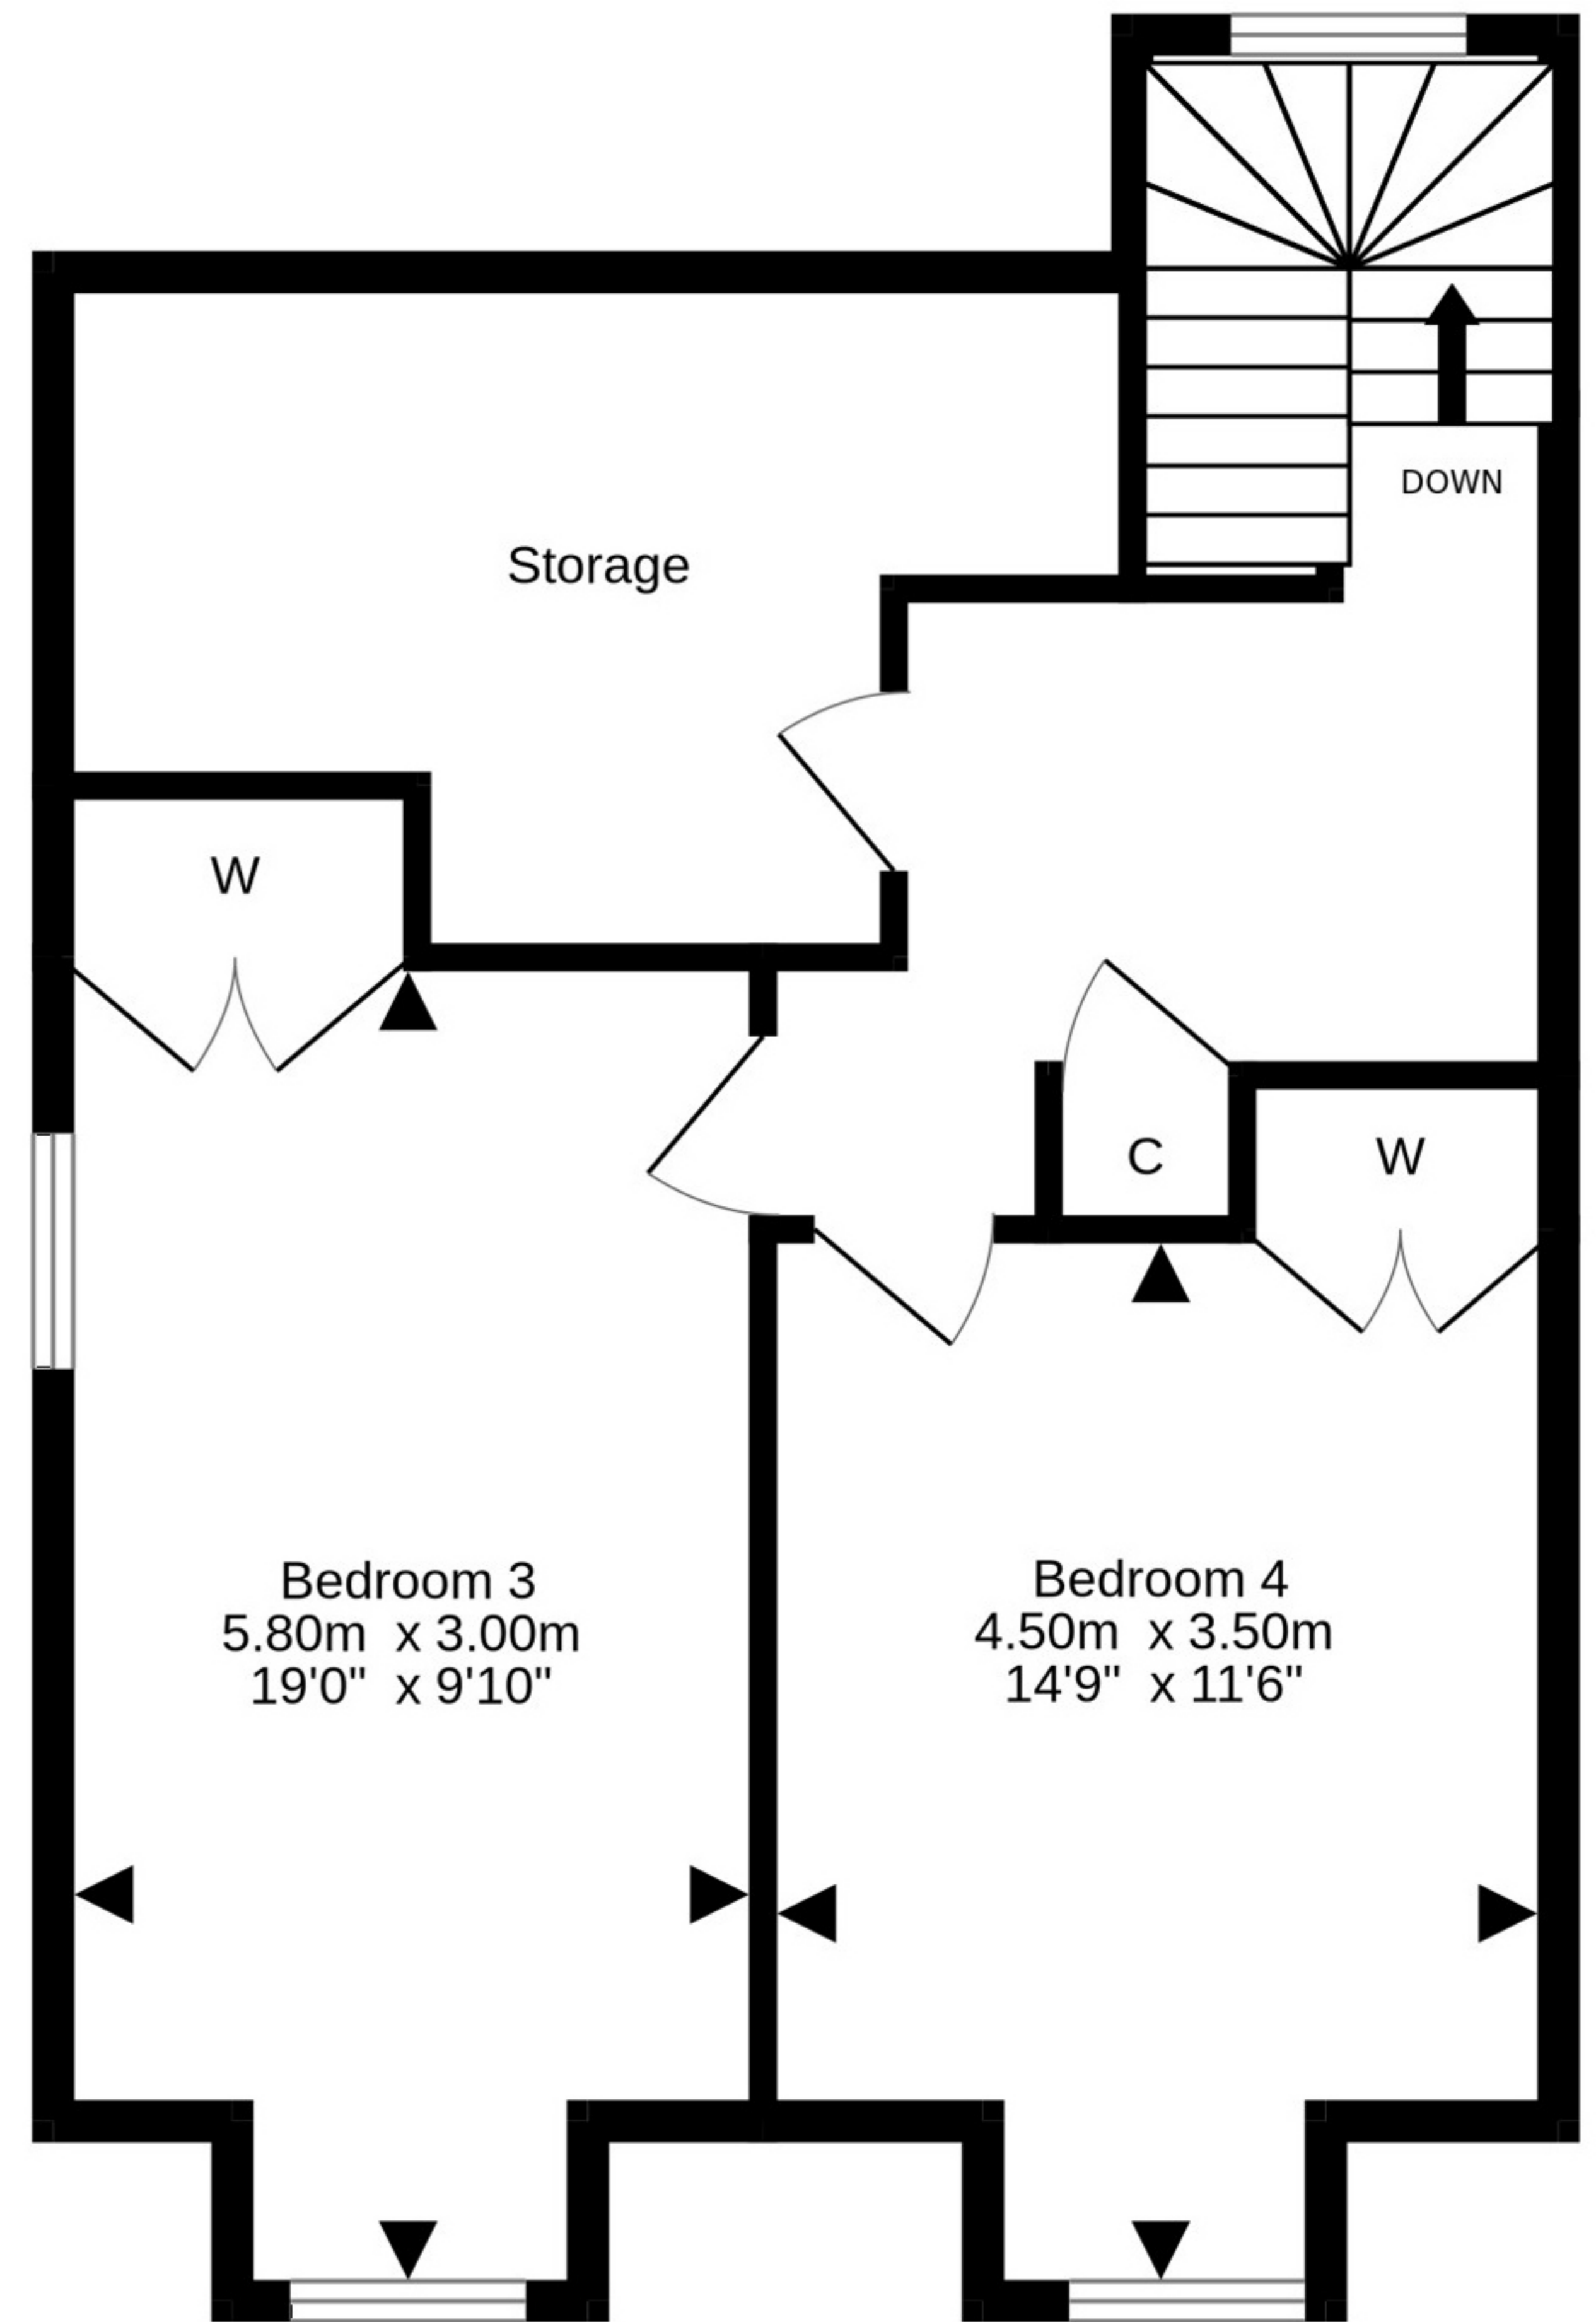 DOWN
Storage
W
C
W
Bedroom 3
5.80m x 3.00m
19'0" x 9'10"
Bedroom 4
4.50m x 3.50m
14'9" x 11'6"